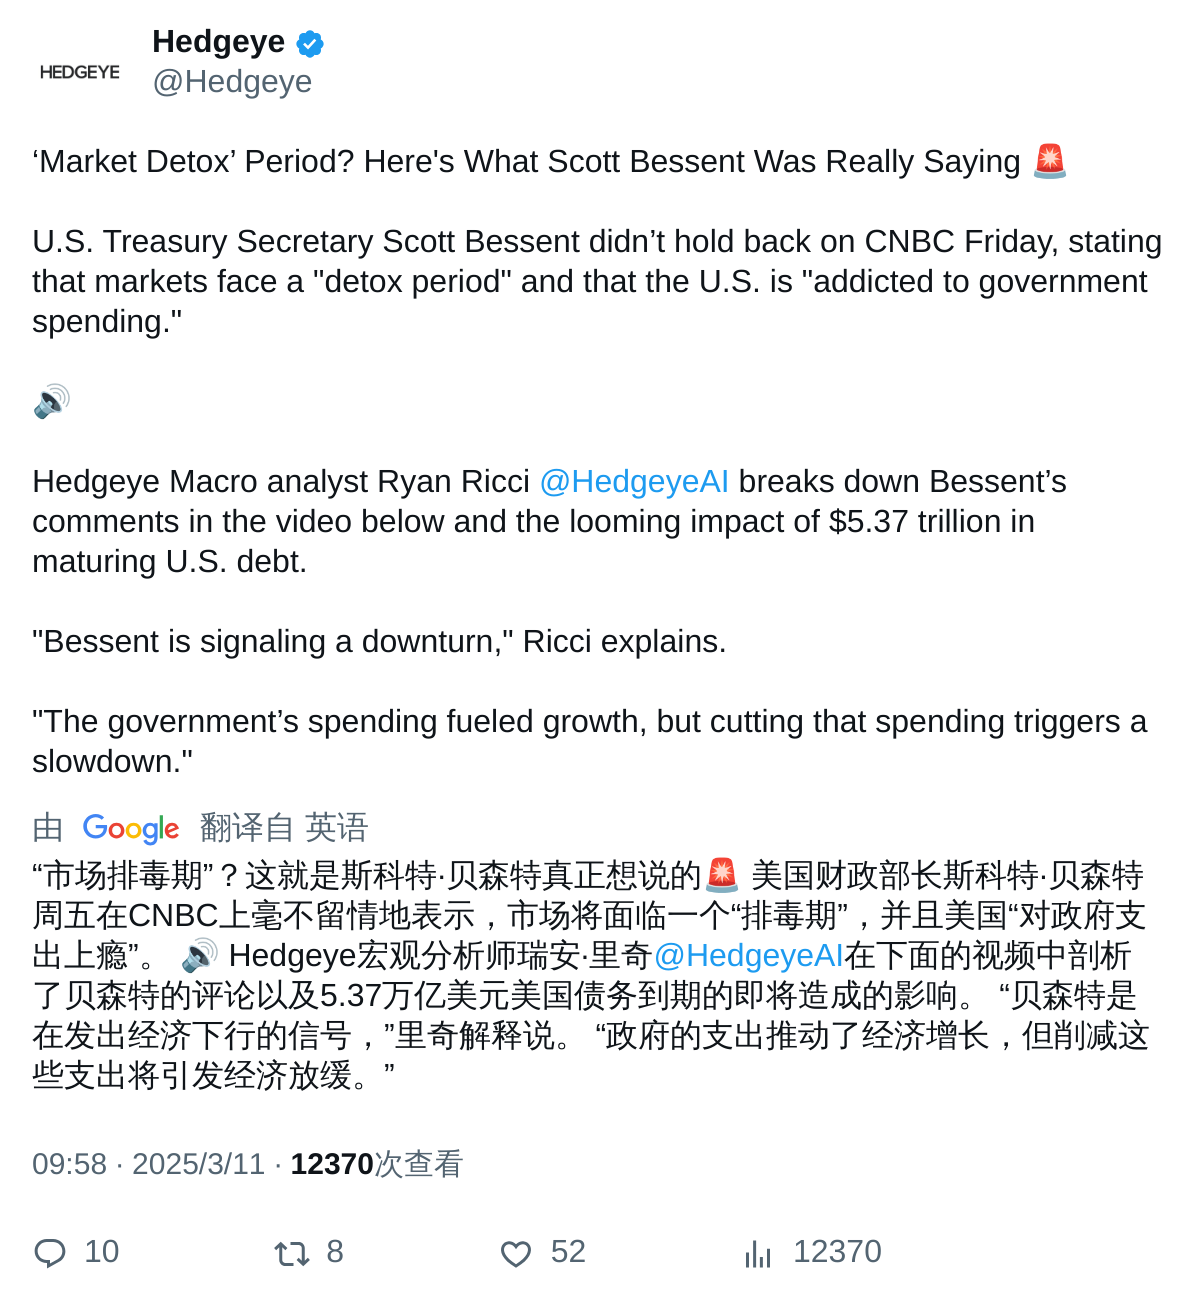 HEDGEYE
Hedgeye
@Hedgeye
‘Market Detox’ Period? Here's What Scott Bessent Was Really Saying 🚨
U.S. Treasury Secretary Scott Bessent didn’t hold back on CNBC Friday, stating
that markets face a "detox period" and that the U.S. is "addicted to government
spending."
🔊
Hedgeye Macro analyst Ryan Ricci @HedgeyeAI breaks down Bessent’s
comments in the video below and the looming impact of $5.37 trillion in
maturing U.S. debt.
"Bessent is signaling a downturn," Ricci explains.
"The government’s spending fueled growth, but cutting that spending triggers a
slowdown."
由 Google 翻译自 英语
“市场排毒期”？这就是斯科特·贝森特真正想说的🚨 美国财政部长斯科特·贝森特
周五在CNBC上毫不留情地表示，市场将面临一个“排毒期”，并且美国“对政府支
出上瘾”。 🔊 Hedgeye宏观分析师瑞安·里奇@HedgeyeAI在下面的视频中剖析
了贝森特的评论以及5.37万亿美元美国债务到期的即将造成的影响。 “贝森特是
在发出经济下行的信号，”里奇解释说。 “政府的支出推动了经济增长，但削减这
些支出将引发经济放缓。”
09:58 · 2025/3/11 · 12370次查看
10 8 52 12370